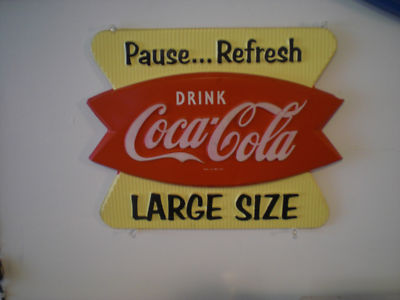 Pause... Refresh
DRINK
Coca-Cola
LARGE SIZE